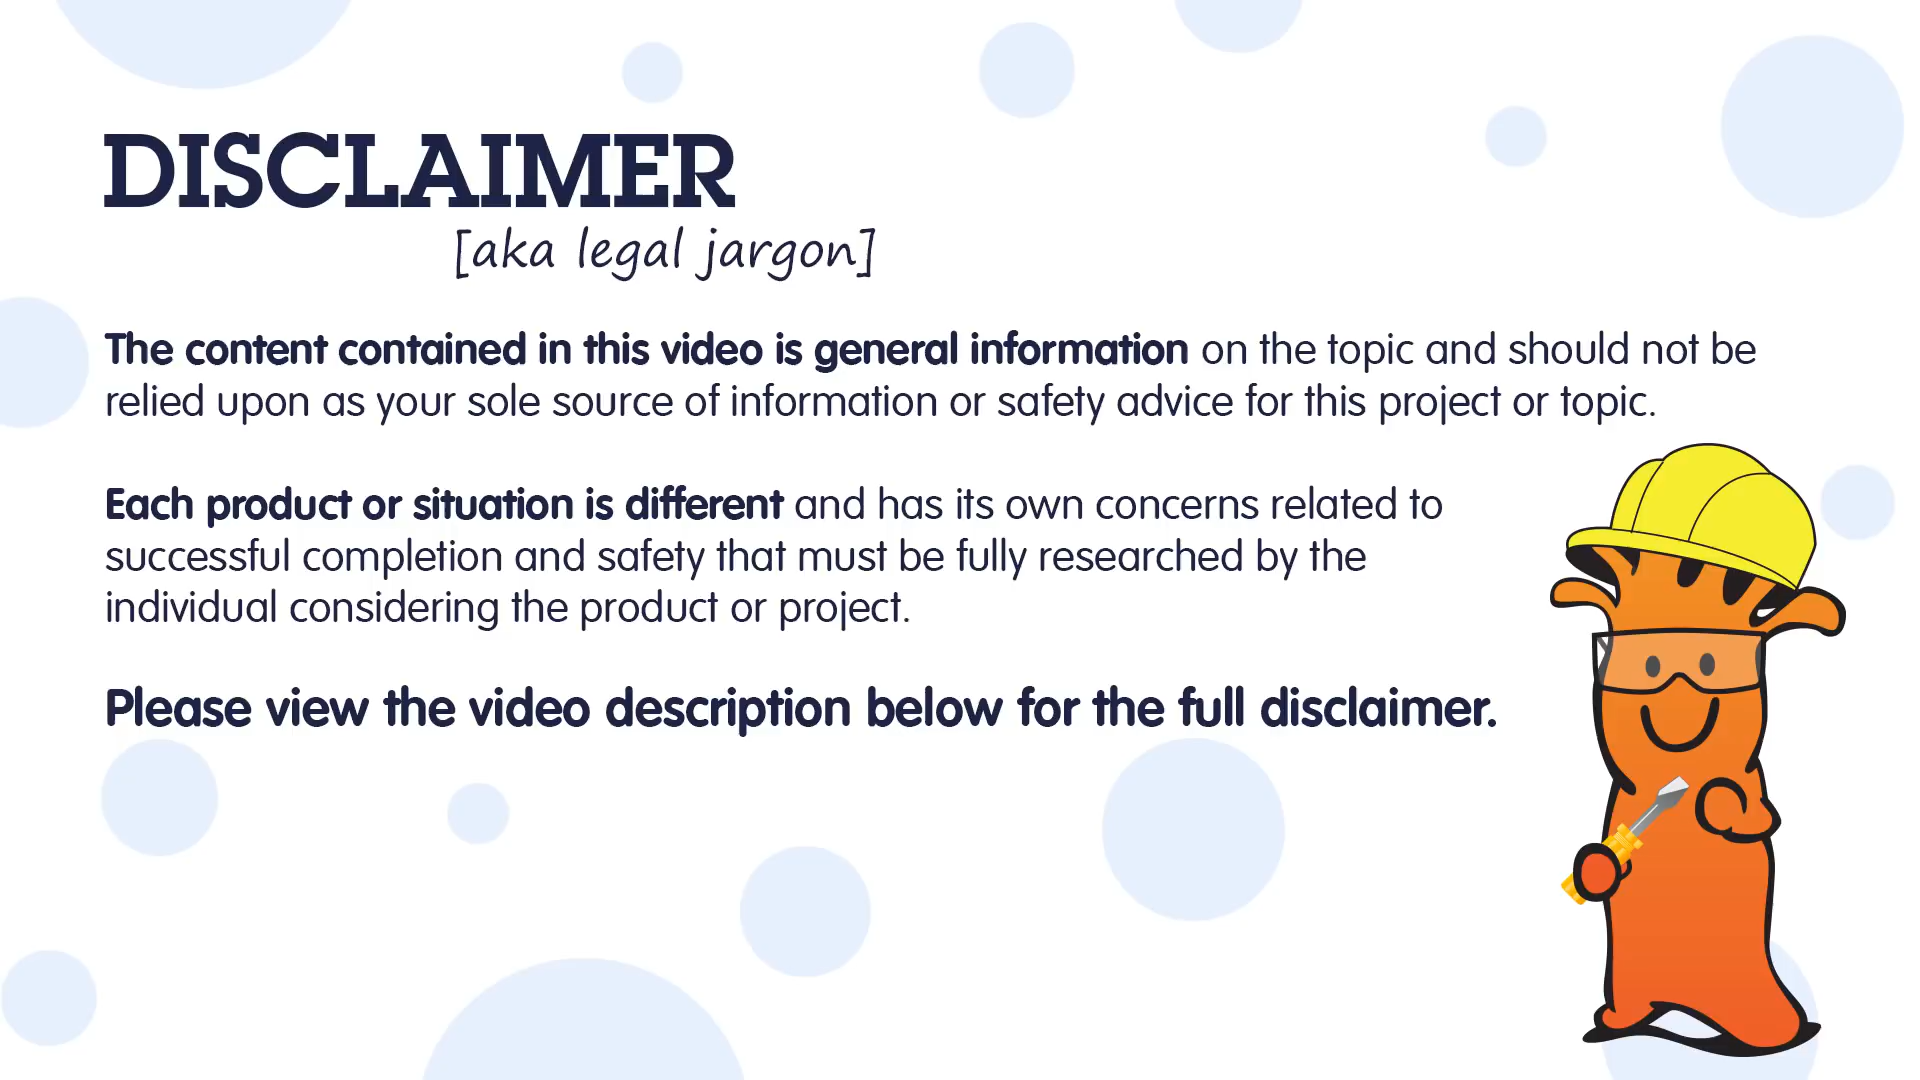 DISCLAIMER
[aka legal jargon]
The content contained in this video is general information on the topic and should not be
relied upon as your sole source of information or safety advice for this project or topic.
Each product or situation is different and has its own concerns related to
successful completion and safety that must be fully researched by the
individual considering the product or project.
Please view the video description below for the full disclaimer.